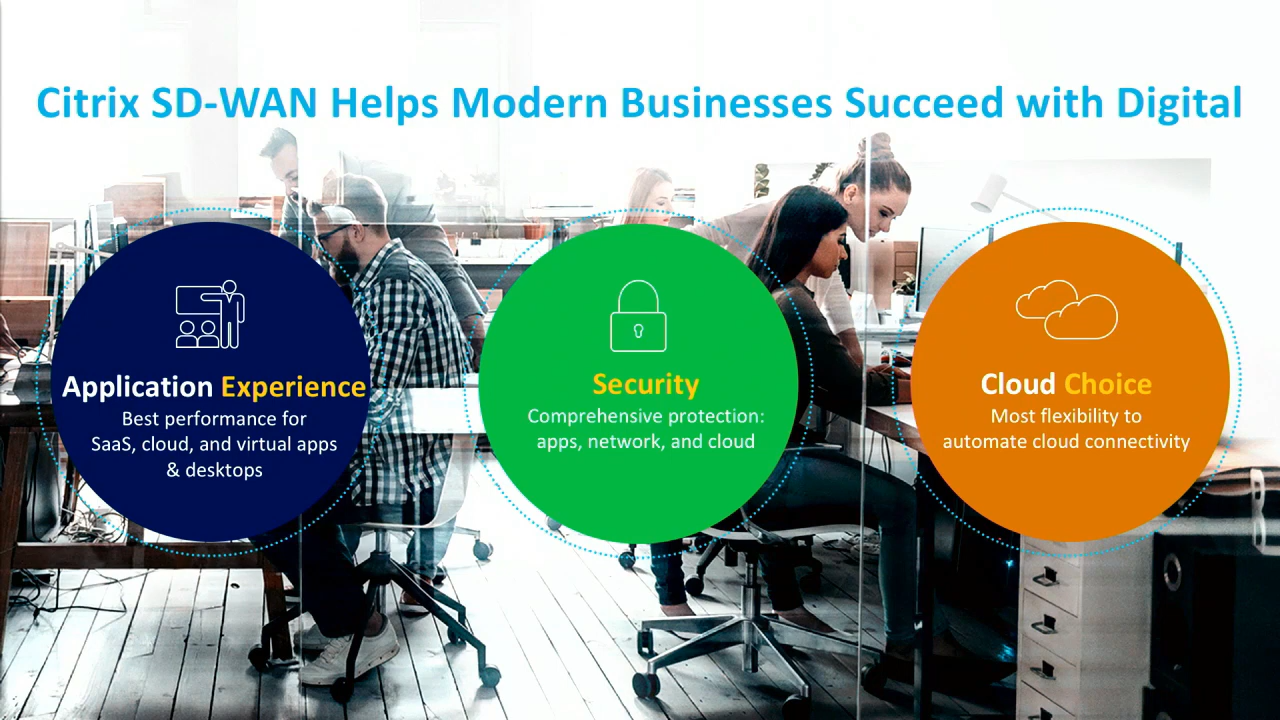 Citrix SD-WAN Helps Modern Businesses Succeed with Digital
Application Experience
Best performance for
SaaS, cloud, and virtual apps
& desktops
Security
Comprehensive protection:
apps, network, and cloud
Cloud Choice
Most flexibility to
automate cloud connectivity